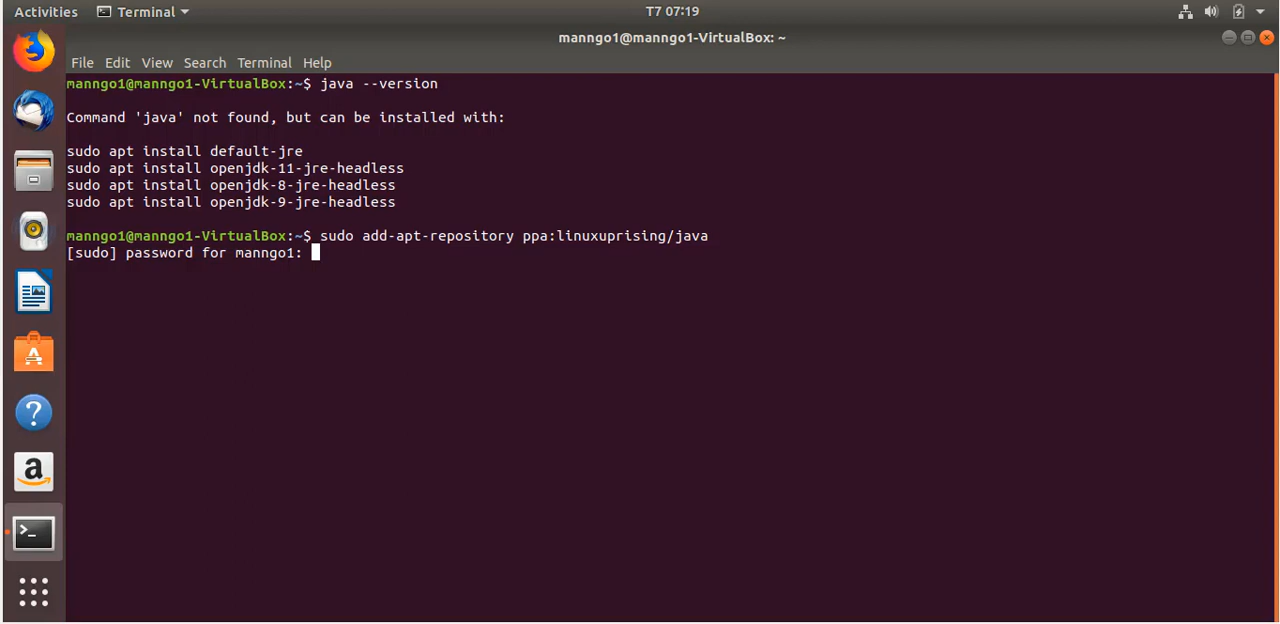 Activities Terminal T7 07:19
manngo1@manngo1-VirtualBox: ~
File Edit View Search Terminal Help
manngo1@manngo1-VirtualBox:~$ java --version
Command 'java' not found, but can be installed with:
sudo apt install default-jre
sudo apt install openjdk-11-jre-headless
sudo apt install openjdk-8-jre-headless
sudo apt install openjdk-9-jre-headless
manngo1@manngo1-VirtualBox:~$ sudo add-apt-repository ppa:linuxuprising/java
[sudo] password for manngo1: